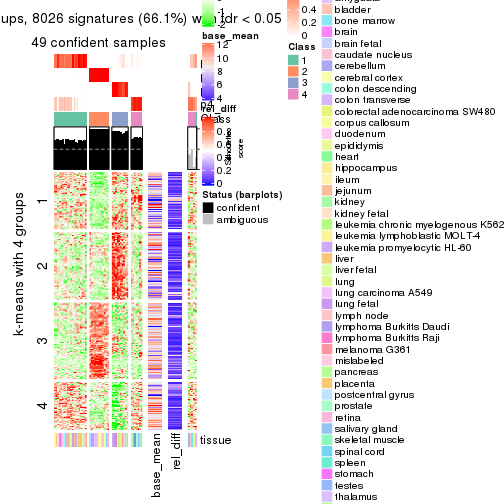 ups, 8026 signatures (66.1%) with fdr < 0.05
49 confident samples
k-means with 4 groups
1
2
3
4
base_mean
rel_diff
tissue
-2
base_mean
12
10
8
6
4
rel_diff
0.8
0.2
0
Status (barplots)
confident
ambiguous
0.4
0.2
0
Class
1
2
3
4
bladder
bone marrow
brain
brain fetal
caudate nucleus
cerebellum
cerebral cortex
colon descending
colon transverse
colorectal adenocarcinoma SW480
corpus callosum
duodenum
epididymis
heart
hippocampus
ileum
jejunum
kidney
kidney fetal
leukemia chronic myelogenous K562
leukemia lymphoblastic MOLT-4
leukemia promyelocytic HL-60
liver
liver fetal
lung
lung carcinoma A549
lung fetal
lymph node
lymphoma Burkitts Daudi
lymphoma Burkitts Raji
melanoma G361
mislabeled
pancreas
placenta
postcentral gyrus
prostate
retina
salivary gland
skeletal muscle
spinal cord
spleen
stomach
testes
thalamus